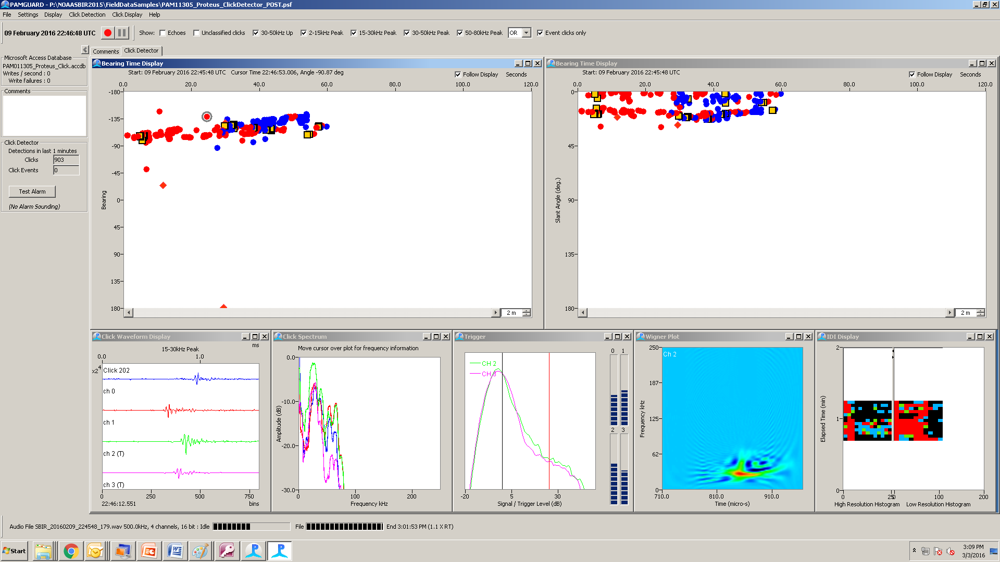 PAMGUARD - P:\NOAASBIR2015\FieldDataSamples\PAM11305_Proteus_ClickDetector_POST.psf
File Settings Display Click Detection Click Display Help
09 February 2016 22:46:48 UTC Show: Echoes Unclassified clicks 30-50kHz Up 2-15kHz Peak 15-30kHz Peak 30-50kHz Peak 50-80kHz Peak OR Event clicks only
Comments Click Detector
Microsoft Access Database
PAM011305_Proteus_Click.accdb
Writes / second : 0
Write failures : 0
Comments
Click Detector
Detections in last 1 minutes
Clicks 903
Click Events 0
Test Alarm
(No Alarm Sounding)
Bearing Time Display
Start: 09 February 2016 22:45:48 UTC Cursor Time 22:46:53.006, Angle -90.87 deg
Follow Display Seconds
0.0 20.0 40.0 60.0 80.0 100.0 120.0
-180
-135
-90
-45
0
45
90
135
180
Bearing
2 m
Bearing Time Display
Start: 09 February 2016 22:45:48 UTC
Follow Display Seconds
0.0 20.0 40.0 60.0 80.0 100.0 120.0
0
45
90
135
180
Slant Angle (deg.)
2 m
Click Waveform Display
15-30kHz Peak
ms
0.0 1.0
x2^4
Click 202
ch 0
ch 1
ch 2 (T)
ch 3 (T)
0 250 500 750
22:46:12.551 bins
Click Spectrum
Move cursor over plot for frequency information
0.0
-10.0
-20.0
-30.0
Amplitude (dB)
0 100 200
Frequency kHz
Trigger
CH 2
CH 3
0 1
2 3
-20 5 30
Signal / Trigger Level (dB)
Wigner Plot
Ch 2
250
187
125
62
0
Frequency kHz
710.0 810.0 910.0
Time (micro-s)
IDI Display
2
1
0
Elapsed Time (min)
0 100 200
High Resolution Histogram Low Resolution Histogram
Audio File SBIR_20160209_224548_179.wav 500.0kHz, 4 channels, 16 bit : Idle File End 3:01:53 PM (1.1 X RT)
Start
3:09 PM
3/3/2016